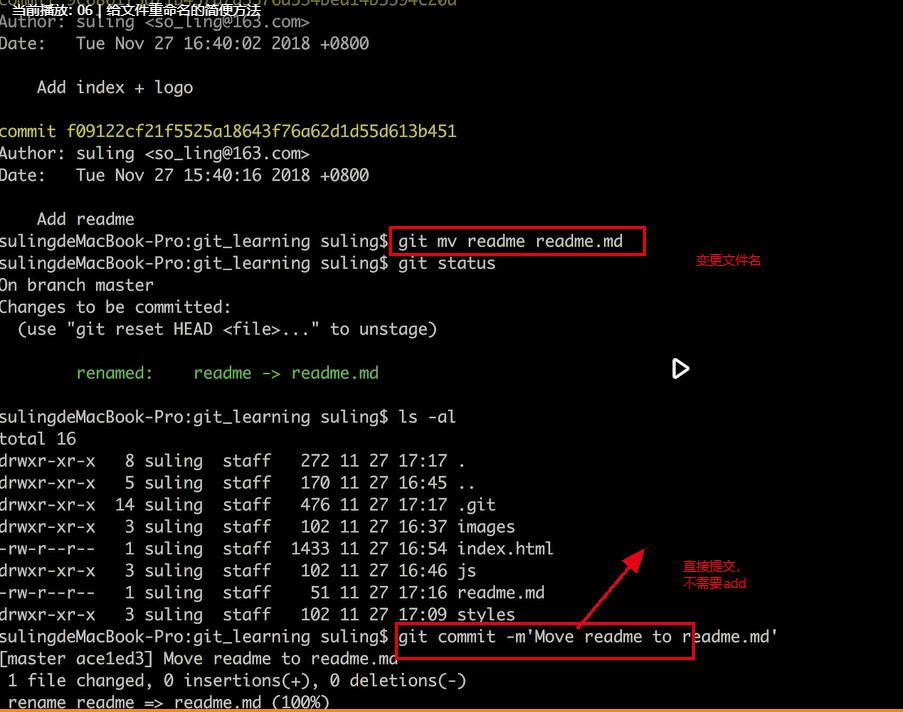 当前播放: 06 | 给文件重命名的简便方法
Author: suling <so_ling@163.com>
Date:   Tue Nov 27 16:40:02 2018 +0800
Add index + logo
commit f09122cf21f5525a18643f76a62d1d55d613b451
Author: suling <so_ling@163.com>
Date:   Tue Nov 27 15:40:16 2018 +0800
Add readme
sulingdeMacBook-Pro:git_learning suling$ git mv readme readme.md
sulingdeMacBook-Pro:git_learning suling$ git status
变更文件名
On branch master
Changes to be committed:
(use "git reset HEAD <file>..." to unstage)
renamed:    readme -> readme.md
sulingdeMacBook-Pro:git_learning suling$ ls -al
total 16
drwxr-xr-x   8 suling  staff   272 11 27 17:17 .
drwxr-xr-x   5 suling  staff   170 11 27 16:45 ..
drwxr-xr-x  14 suling  staff   476 11 27 17:17 .git
drwxr-xr-x   3 suling  staff   102 11 27 16:37 images
-rw-r--r--   1 suling  staff  1433 11 27 16:54 index.html
drwxr-xr-x   3 suling  staff   102 11 27 16:46 js
直接提交,
不需要add
-rw-r--r--   1 suling  staff    51 11 27 17:16 readme.md
drwxr-xr-x   3 suling  staff   102 11 27 17:09 styles
sulingdeMacBook-Pro:git_learning suling$ git commit -m'Move readme to readme.md'
[master ace1ed3] Move readme to readme.md
1 file changed, 0 insertions(+), 0 deletions(-)
rename readme => readme.md (100%)